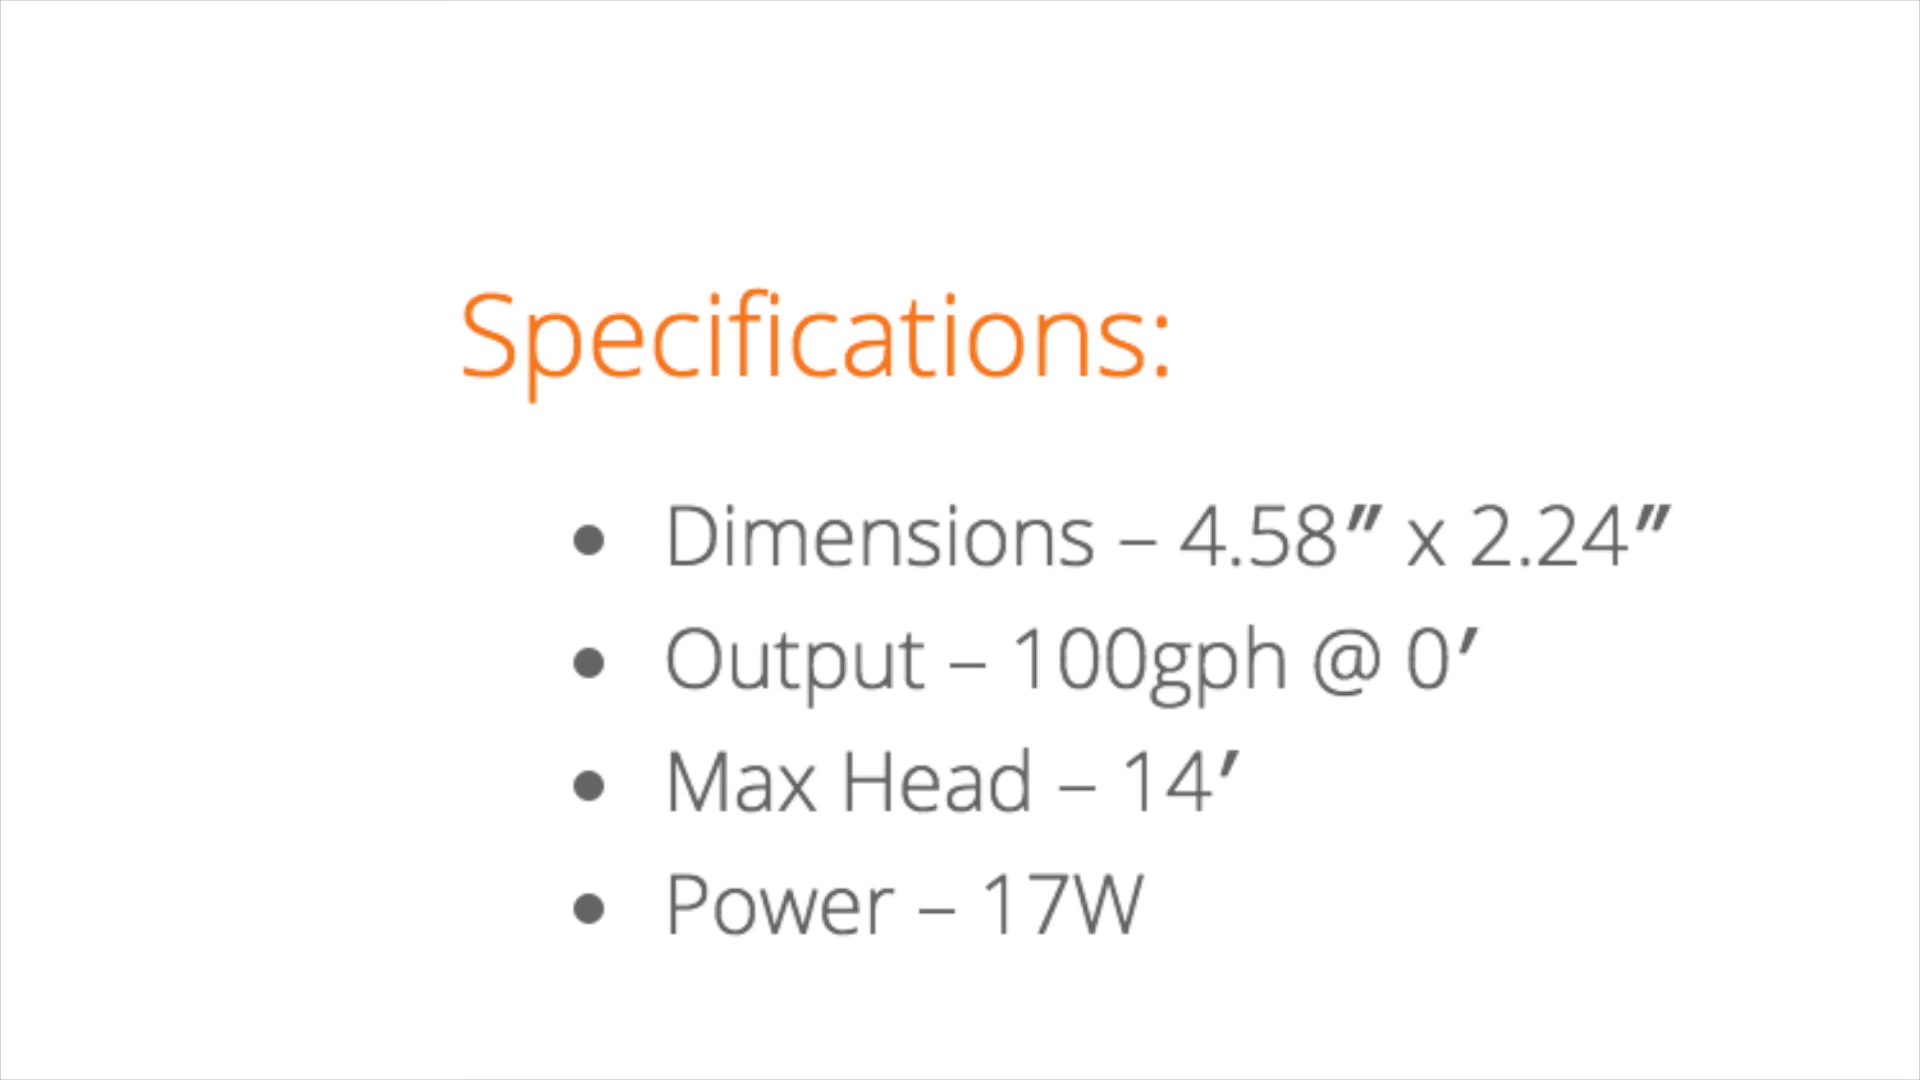 Specifications:
• Dimensions – 4.58″ x 2.24″
• Output – 100gph @ 0′
• Max Head – 14′
• Power – 17W